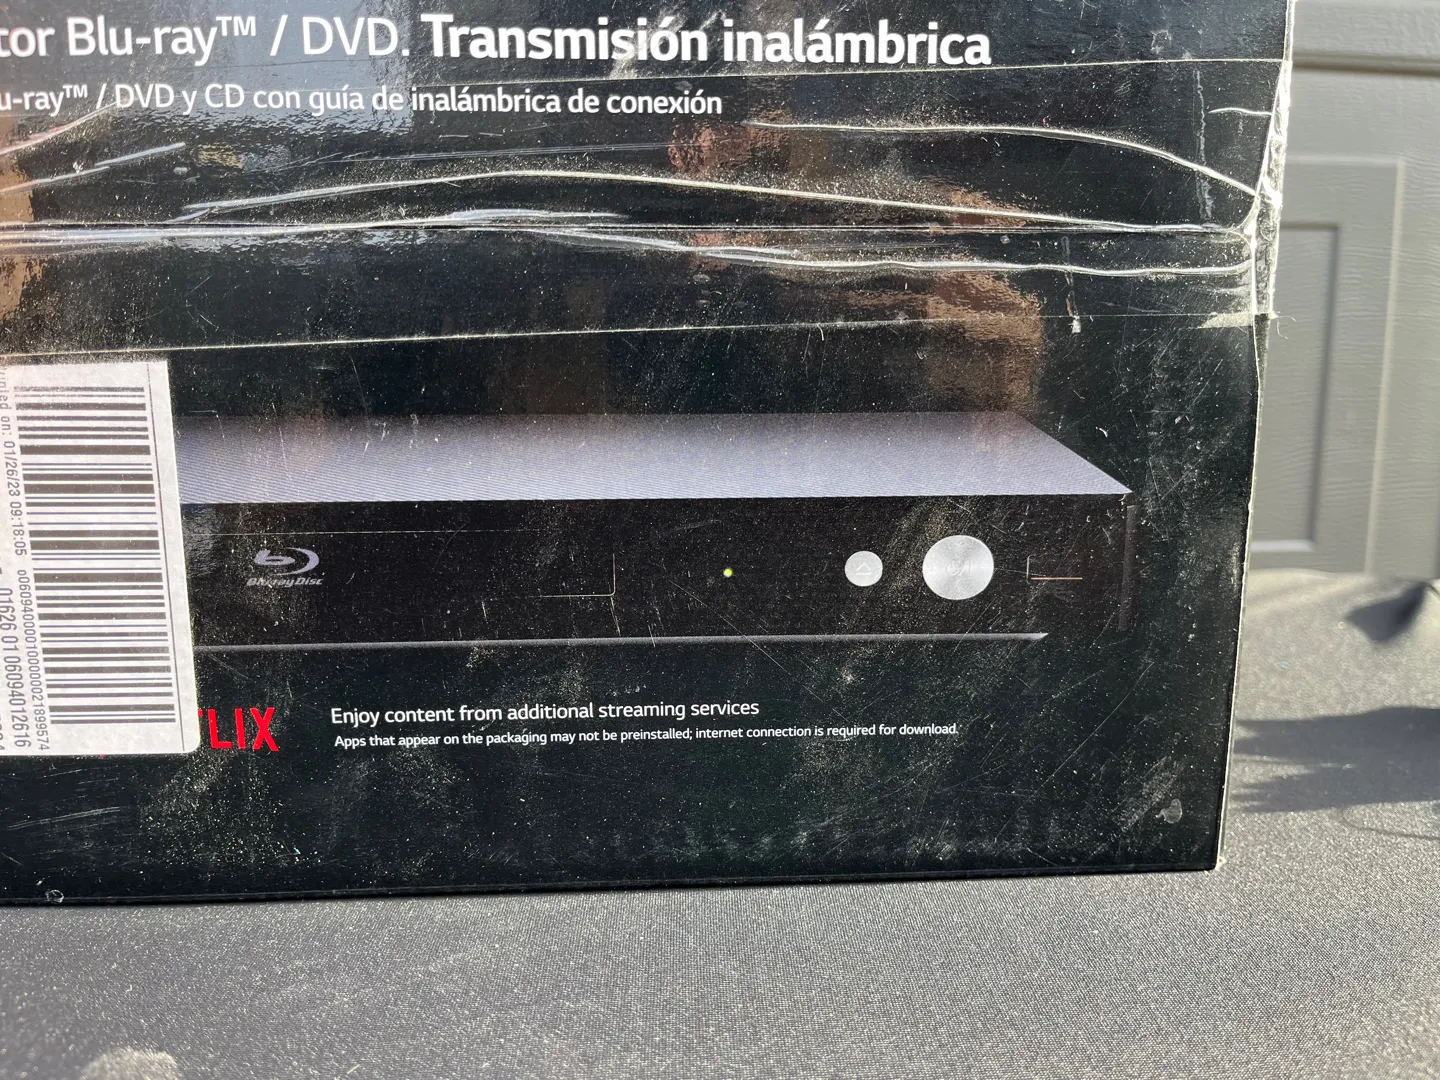 tor Blu-ray™ / DVD. Transmisión inalámbrica
u-ray™ / DVD y CD con guía de inalámbrica de conexión
on: 01/26/23 09:18:05
Blu-ray Disc
FLIX
Enjoy content from additional streaming services
Apps that appear on the packaging may not be preinstalled; internet connection is required for download.